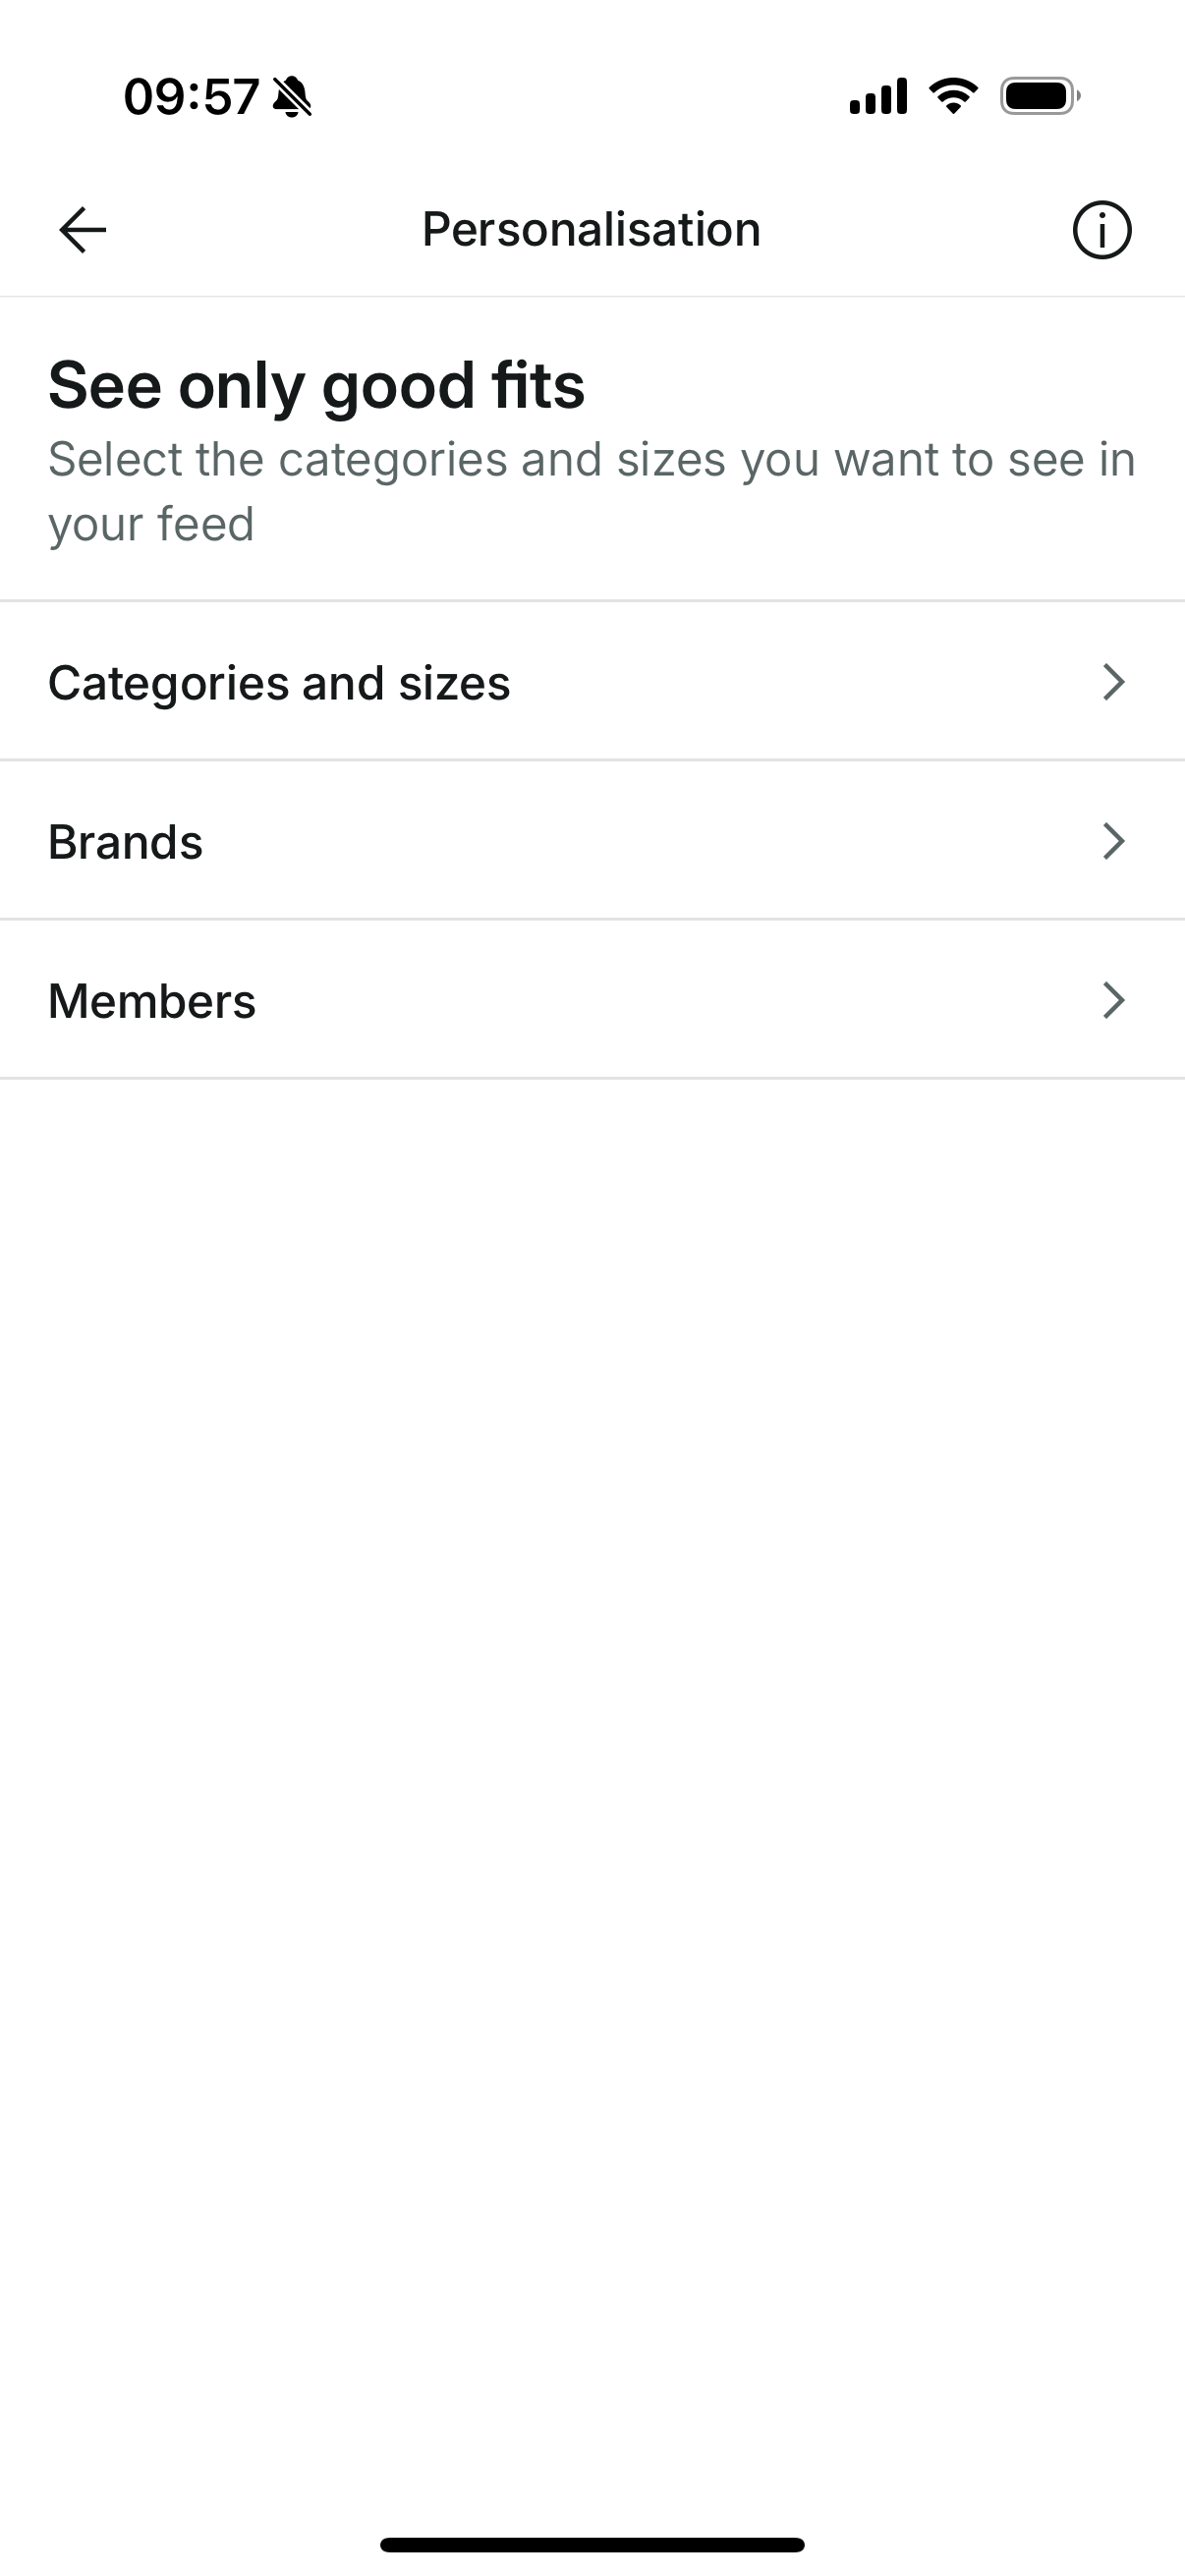 09:57
Personalisation
See only good fits
Select the categories and sizes you want to see in
your feed
Categories and sizes
Brands
Members